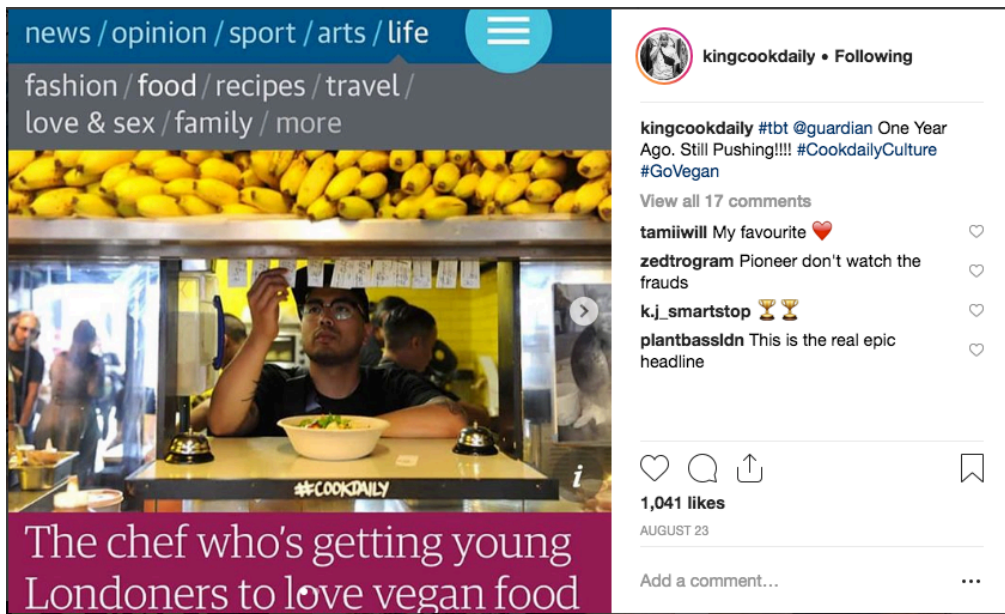 news / opinion / sport / arts / life
fashion / food / recipes / travel /
love & sex / family / more
#COOKDAILY
i
The chef who's getting young
Londoners to love vegan food
kingcookdaily • Following
kingcookdaily #tbt @guardian One Year
Ago. Still Pushing!!!! #CookdailyCulture
#GoVegan
View all 17 comments
tamiiwill My favourite ❤️
zedtrogram Pioneer don't watch the
frauds
k.j_smartstop 🏆🏆
plantbassldn This is the real epic
headline
1,041 likes
AUGUST 23
Add a comment...